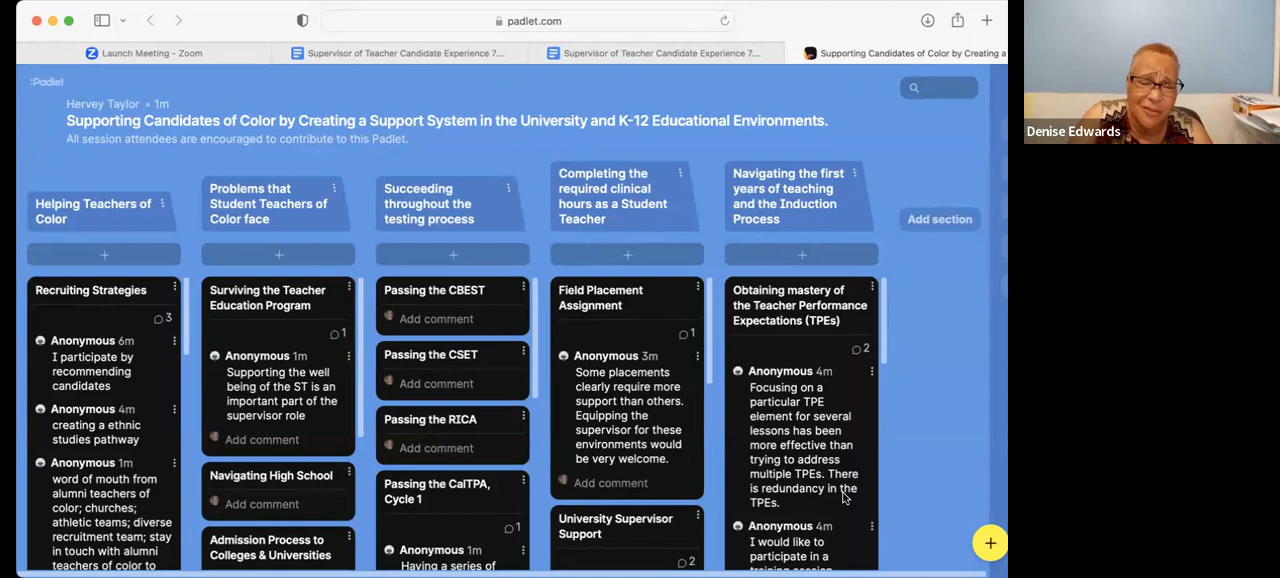 padlet.com
Launch Meeting - Zoom
Supervisor of Teacher Candidate Experience 7....
Supervisor of Teacher Candidate Experience 7....
Supporting Candidates of Color by Creating a
:Padlet
Hervey Taylor • 1m
Supporting Candidates of Color by Creating a Support System in the University and K-12 Educational Environments.
All session attendees are encouraged to contribute to this Padlet.
Helping Teachers of
Color
Recruiting Strategies
3
Anonymous 6m
I participate by
recommending
candidates
Anonymous 4m
creating a ethnic
studies pathway
Anonymous 1m
word of mouth from
alumni teachers of
color; churches;
athletic teams; diverse
recruitment team; stay
in touch with alumni
teachers of color to
Problems that
Student Teachers of
Color face
Surviving the Teacher
Education Program
1
Anonymous 1m
Supporting the well
being of the ST is an
important part of the
supervisor role
Add comment
Navigating High School
Add comment
Admission Process to
Colleges & Universities
Succeeding
throughout the
testing process
Passing the CBEST
Add comment
Passing the CSET
Add comment
Passing the RICA
Add comment
Passing the CalTPA,
Cycle 1
1
Anonymous 1m
Having a series of
Completing the
required clinical
hours as a Student
Teacher
Field Placement
Assignment
1
Anonymous 3m
Some placements
clearly require more
support than others.
Equipping the
supervisor for these
environments would
be very welcome.
Add comment
University Supervisor
Support
2
Navigating the first
years of teaching
and the Induction
Process
Obtaining mastery of
the Teacher Performance
Expectations (TPEs)
2
Anonymous 4m
Focusing on a
particular TPE
element for several
lessons has been
more effective than
trying to address
multiple TPEs. There
is redundancy in the
TPEs.
Anonymous 4m
I would like to
participate in a
training session
Add section
Denise Edwards